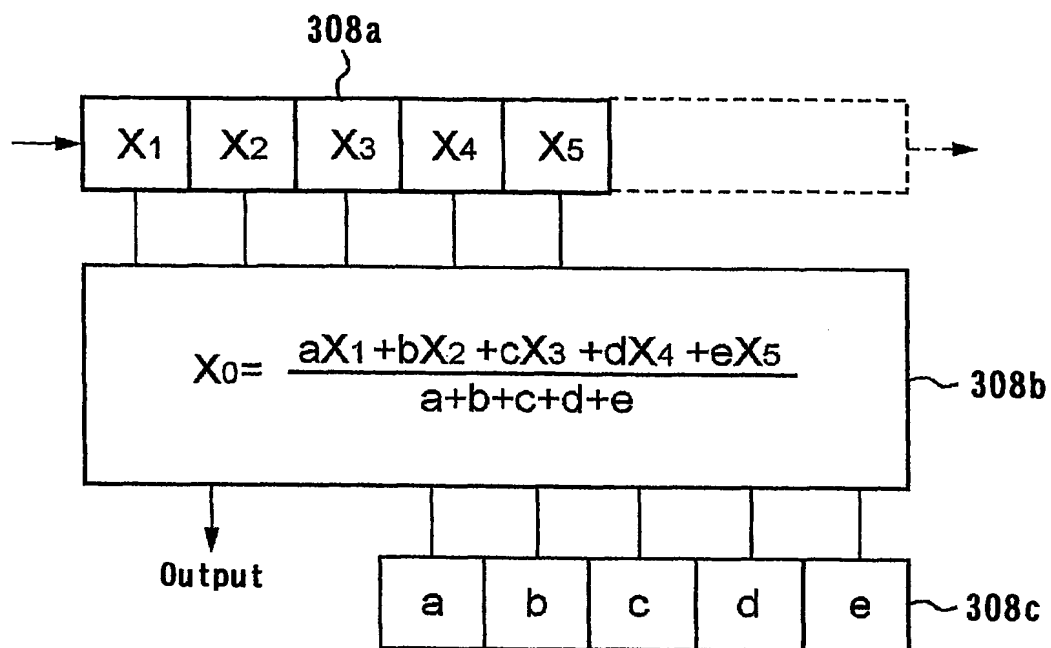 308a
X1 X2 X3 X4 X5
X0= aX1+bX2+cX3+dX4+eX5
a+b+c+d+e
308b
Output
a b c d e
308c